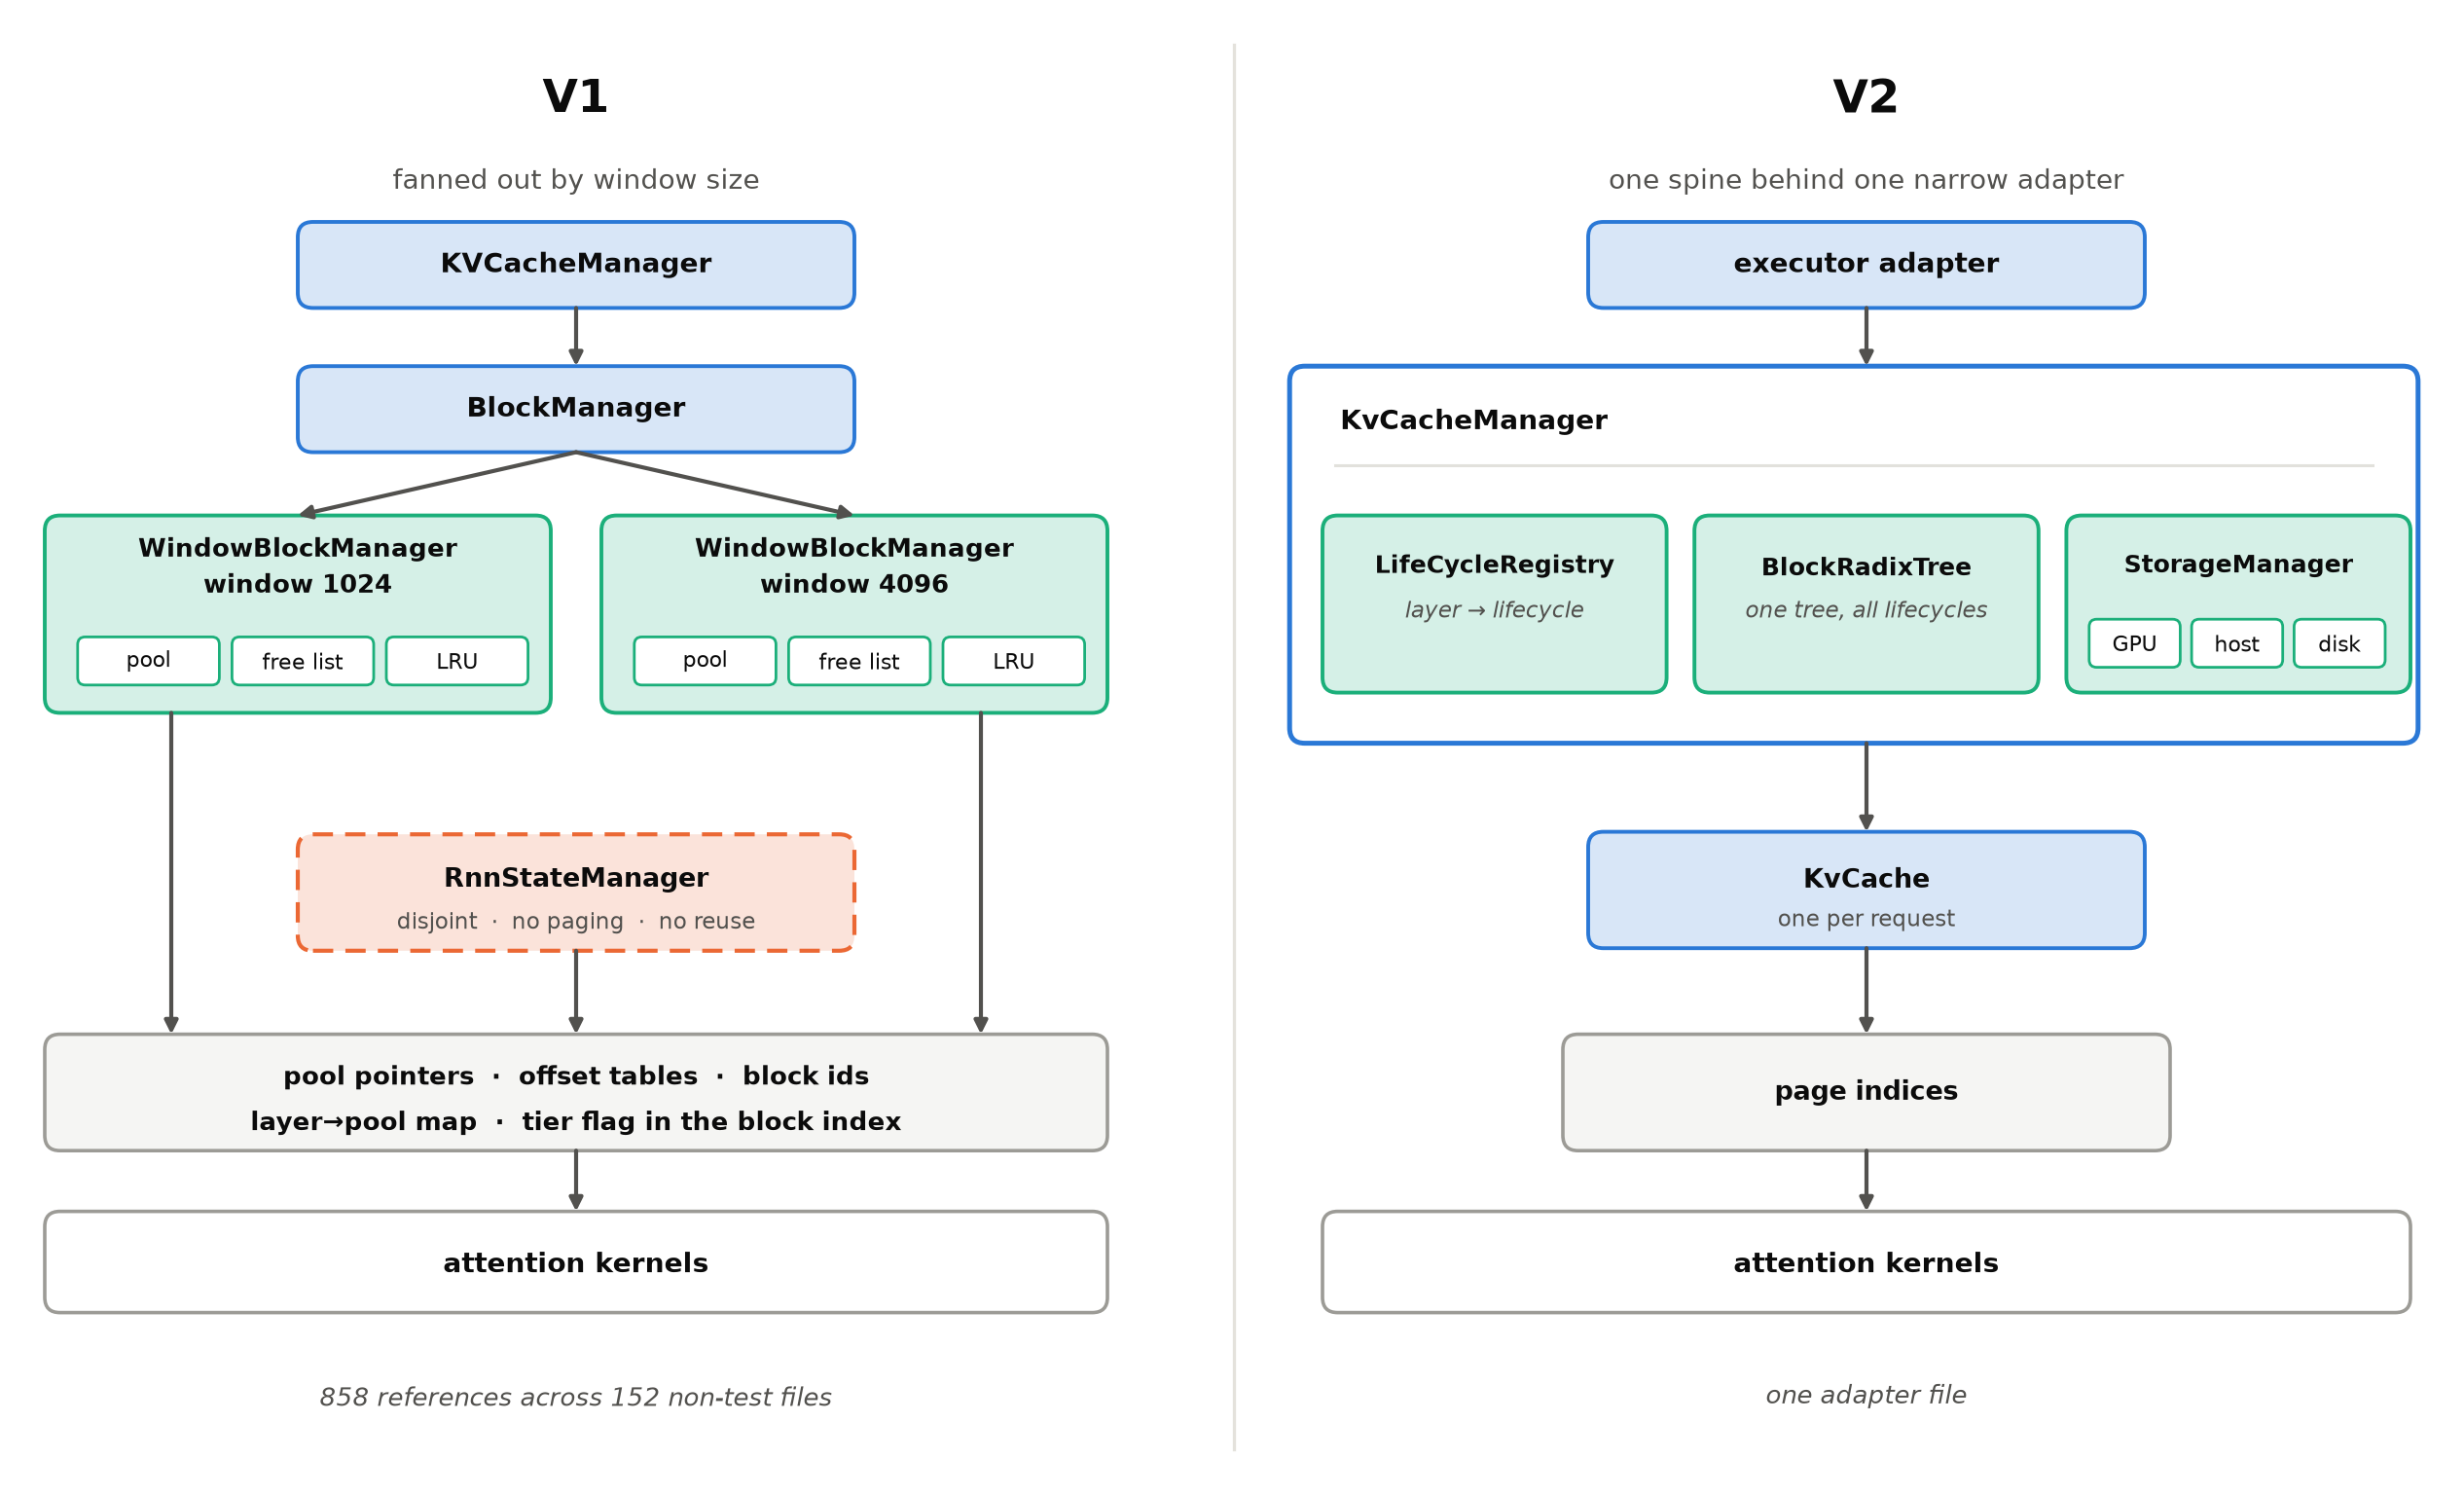 V1
fanned out by window size
KVCacheManager
BlockManager
WindowBlockManager
window 1024
pool
free list
LRU
WindowBlockManager
window 4096
pool
free list
LRU
RnnStateManager
disjoint · no paging · no reuse
pool pointers · offset tables · block ids
layer→pool map · tier flag in the block index
attention kernels
858 references across 152 non-test files
V2
one spine behind one narrow adapter
executor adapter
KvCacheManager
LifeCycleRegistry
layer → lifecycle
BlockRadixTree
one tree, all lifecycles
StorageManager
GPU
host
disk
KvCache
one per request
page indices
attention kernels
one adapter file